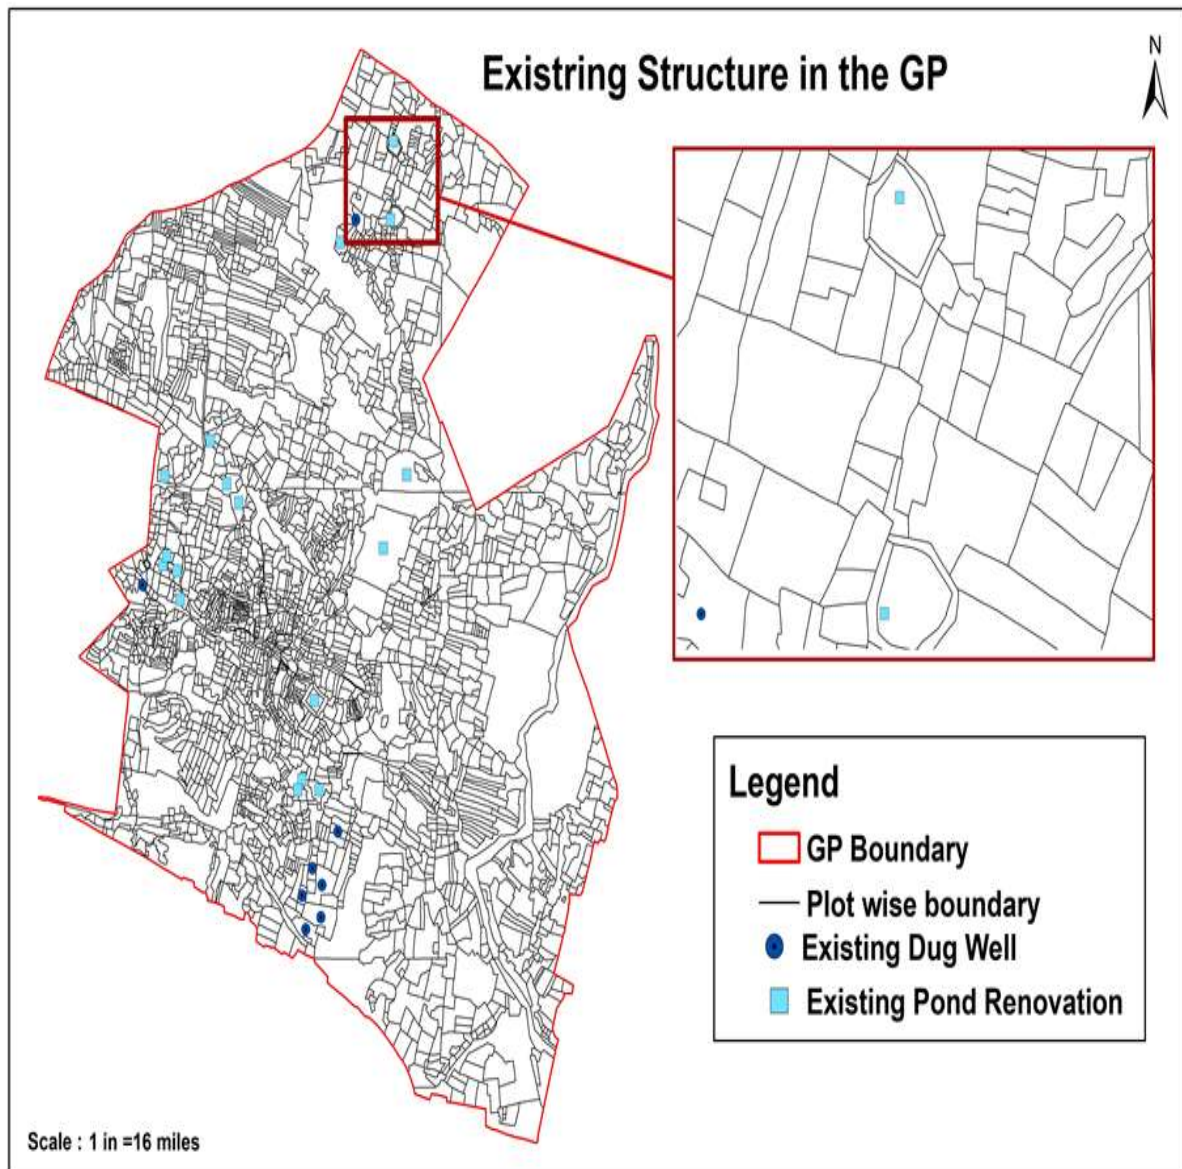 Existring Structure in the GP
N
Legend
GP Boundary
Plot wise boundary
Existing Dug Well
Existing Pond Renovation
Scale : 1 in =16 miles